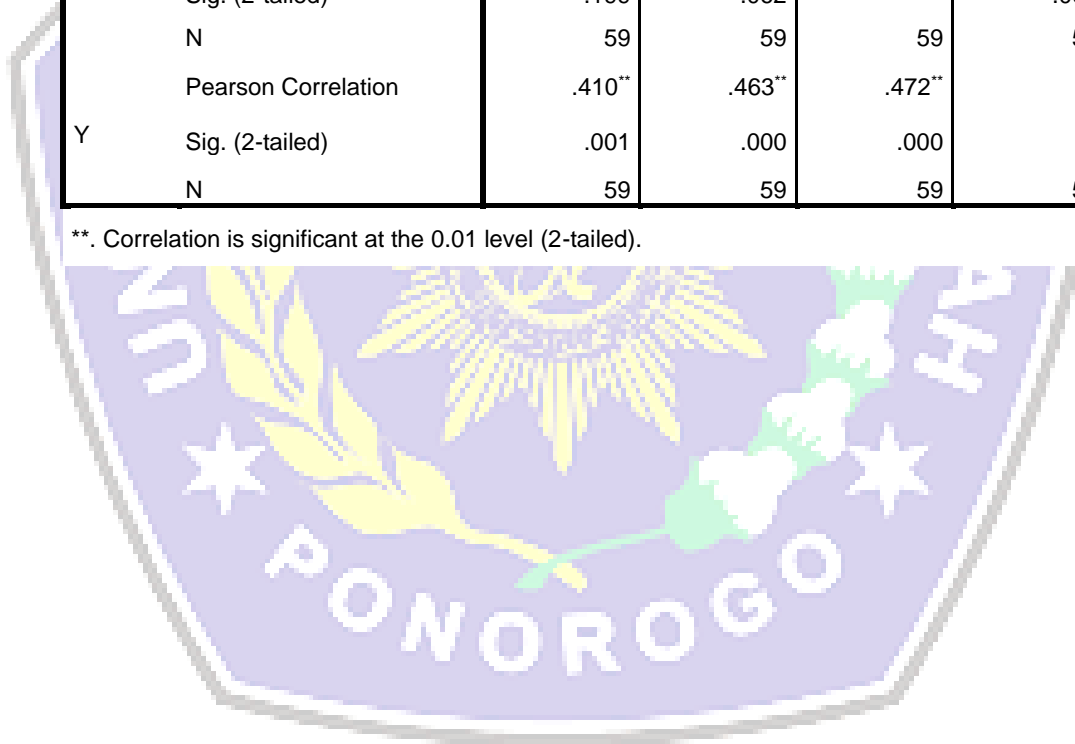 Sig. (2-tailed)
N 59 59 59
Pearson Correlation .410** .463** .472**
Y
Sig. (2-tailed) .001 .000 .000
N 59 59 59
**. Correlation is significant at the 0.01 level (2-tailed).
PONOROGO